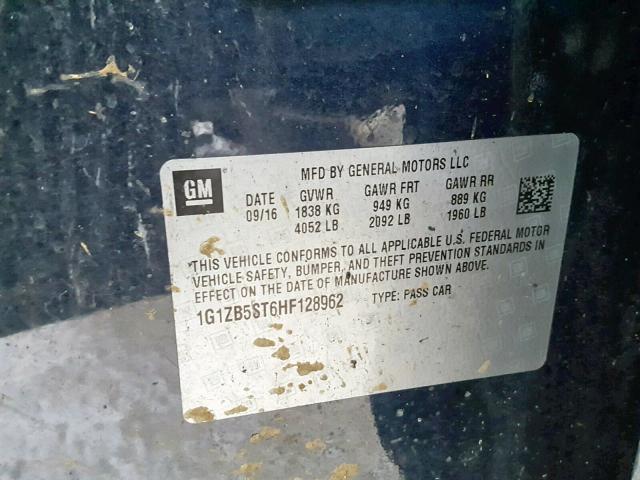 GM
MFD BY GENERAL MOTORS LLC
DATE GVWR GAWR FRT GAWR RR
09/16 1838 KG 949 KG 889 KG
4052 LB 2092 LB 1960 LB
THIS VEHICLE CONFORMS TO ALL APPLICABLE U.S. FEDERAL MOTOR
VEHICLE SAFETY, BUMPER, AND THEFT PREVENTION STANDARDS IN
EFFECT ON THE DATE OF MANUFACTURE SHOWN ABOVE.
1G1ZB5ST6HF128962 TYPE: PASS CAR